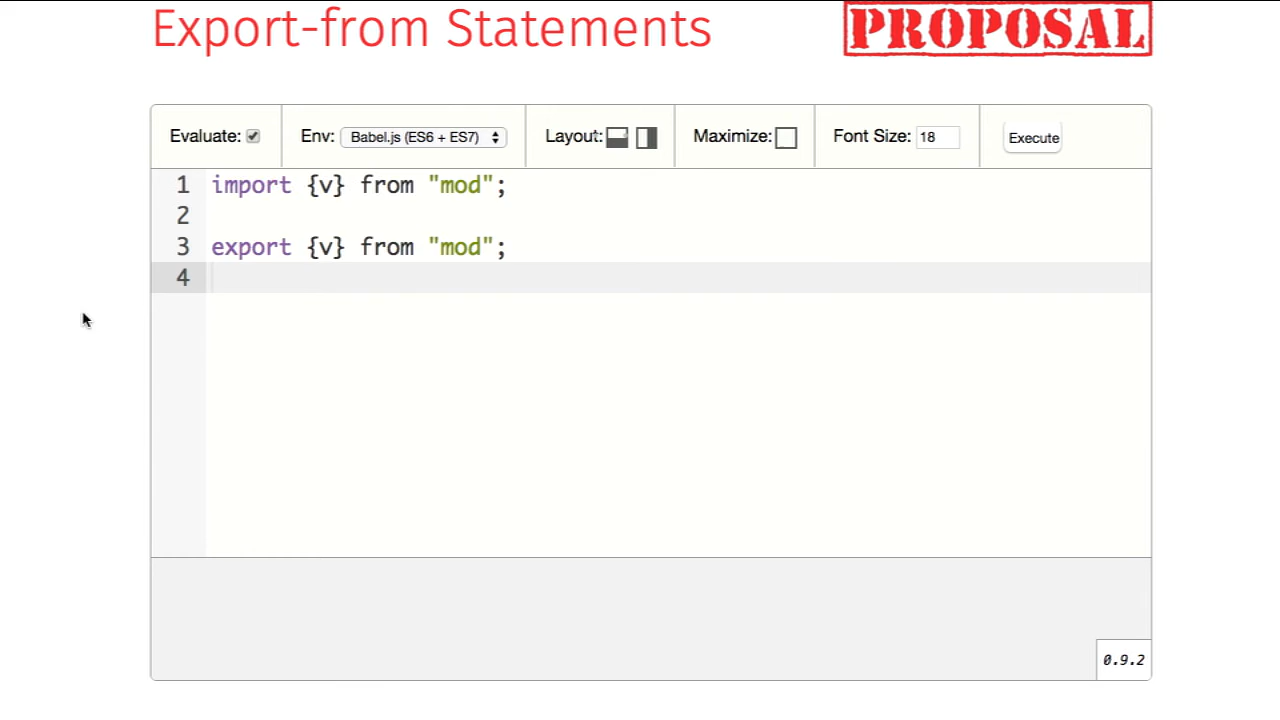 Export-from Statements PROPOSAL
Evaluate: Env: Babel.js (ES6 + ES7) Layout: Maximize: Font Size: 18 Execute
1 import {v} from "mod";
2
3 export {v} from "mod";
4
0.9.2